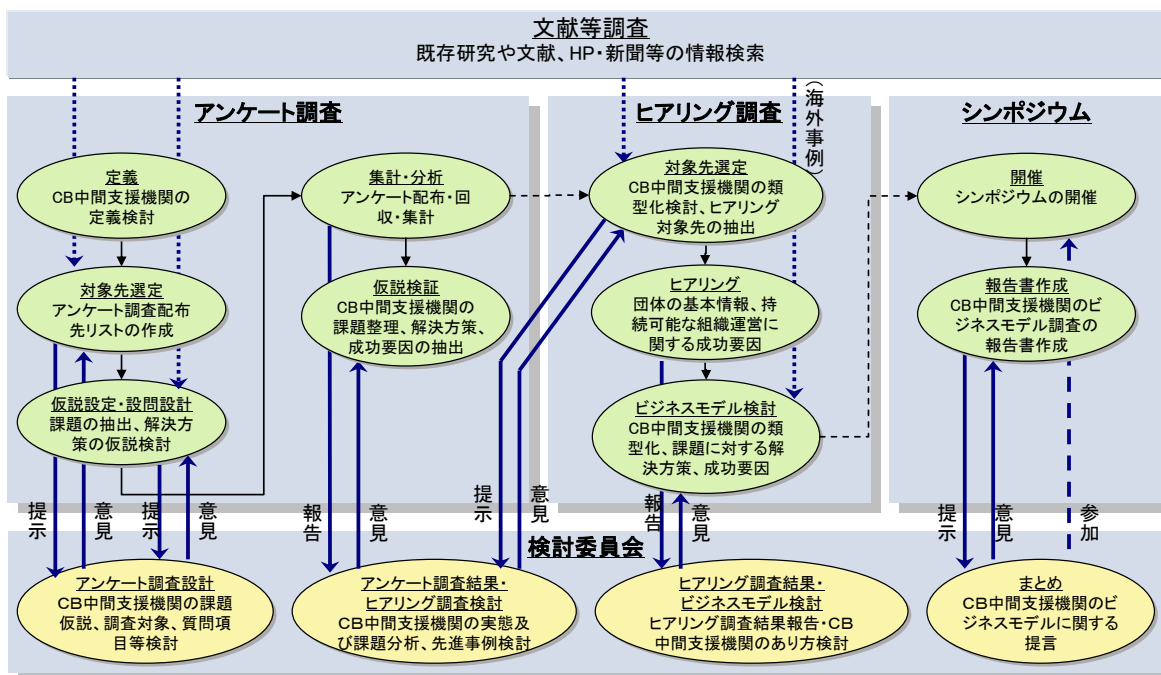 文献等調査
既存研究や文献、HP・新聞等の情報検索
アンケート調査
定義
CB中間支援機関の
定義検討
対象先選定
アンケート調査配布
先リストの作成
仮説設定・設問設計
課題の抽出、解決方
策の仮説検討
集計・分析
アンケート配布・回
収・集計
仮説検証
CB中間支援機関の
課題整理、解決方策、
成功要因の抽出
ヒアリング調査
(海外事例)
対象先選定
CB中間支援機関の類
型化検討、ヒアリング
対象先の抽出
ヒアリング
団体の基本情報、持
続可能な組織運営に
関する成功要因
ビジネスモデル検討
CB中間支援機関の類
型化、課題に対する解
決方策、成功要因
シンポジウム
開催
シンポジウムの開催
報告書作成
CB中間支援機関のビ
ジネスモデル調査の
報告書作成
提示
意見
提示
意見
報告
意見
提示
意見
報告
意見
提示
意見
参加
検討委員会
アンケート調査設計
CB中間支援機関の課題
仮説、調査対象、質問項
目等検討
アンケート調査結果・
ヒアリング調査検討
CB中間支援機関の実態及
び課題分析、先進事例検討
ヒアリング調査結果・
ビジネスモデル検討
ヒアリング調査結果報告・CB
中間支援機関のあり方検討
まとめ
CB中間支援機関のビ
ジネスモデルに関する
提言